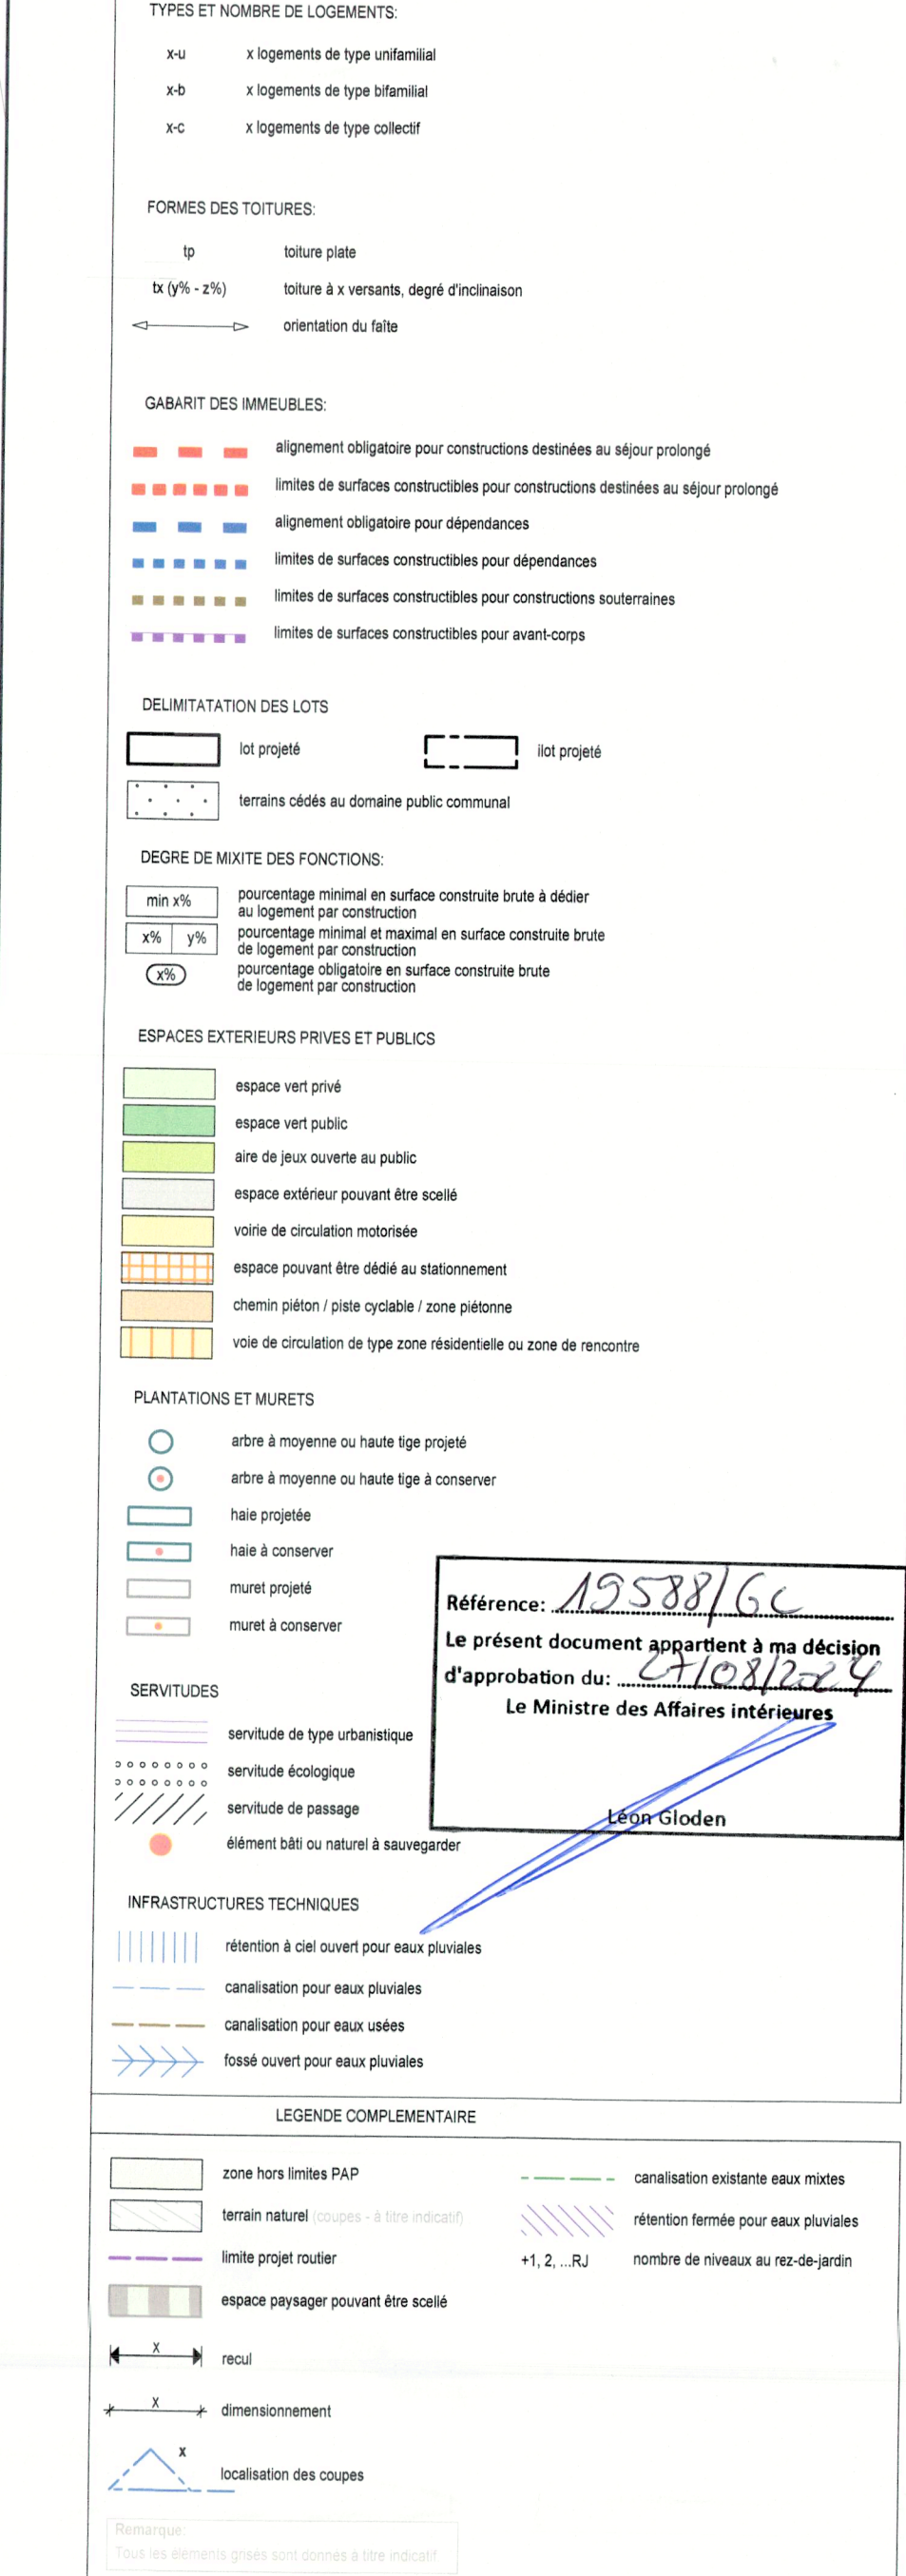 TYPES ET NOMBRE DE LOGEMENTS:
x-u x logements de type unifamilial
x-b x logements de type bifamilial
x-c x logements de type collectif
FORMES DES TOITURES:
tp toiture plate
tx (y% - z%) toiture à x versants, degré d'inclinaison
orientation du faîte
GABARIT DES IMMEUBLES:
alignement obligatoire pour constructions destinées au séjour prolongé
limites de surfaces constructibles pour constructions destinées au séjour prolongé
alignement obligatoire pour dépendances
limites de surfaces constructibles pour dépendances
limites de surfaces constructibles pour constructions souterraines
limites de surfaces constructibles pour avant-corps
DELIMITATATION DES LOTS
lot projeté ilot projeté
terrains cédés au domaine public communal
DEGRE DE MIXITE DES FONCTIONS:
min x% pourcentage minimal en surface construite brute à dédier
au logement par construction
x% y% pourcentage minimal et maximal en surface construite brute
de logement par construction
x% pourcentage obligatoire en surface construite brute
de logement par construction
ESPACES EXTERIEURS PRIVES ET PUBLICS
espace vert privé
espace vert public
aire de jeux ouverte au public
espace extérieur pouvant être scellé
voirie de circulation motorisée
espace pouvant être dédié au stationnement
chemin piéton / piste cyclable / zone piétonne
voie de circulation de type zone résidentielle ou zone de rencontre
PLANTATIONS ET MURETS
arbre à moyenne ou haute tige projeté
arbre à moyenne ou haute tige à conserver
haie projetée
haie à conserver
muret projeté
muret à conserver
Référence: 19588/6C
Le présent document appartient à ma décision
d'approbation du: 27/08/2024
Le Ministre des Affaires intérieures
Léon Gloden
SERVITUDES
servitude de type urbanistique
servitude écologique
servitude de passage
élément bâti ou naturel à sauvegarder
INFRASTRUCTURES TECHNIQUES
rétention à ciel ouvert pour eaux pluviales
canalisation pour eaux pluviales
canalisation pour eaux usées
fossé ouvert pour eaux pluviales
LEGENDE COMPLEMENTAIRE
zone hors limites PAP canalisation existante eaux mixtes
terrain naturel (coupes - à titre indicatif) rétention fermée pour eaux pluviales
limite projet routier +1, 2, ...RJ nombre de niveaux au rez-de-jardin
espace paysager pouvant être scellé
x recul
x dimensionnement
x localisation des coupes
Remarque:
Tous les éléments grisés sont donnés à titre indicatif